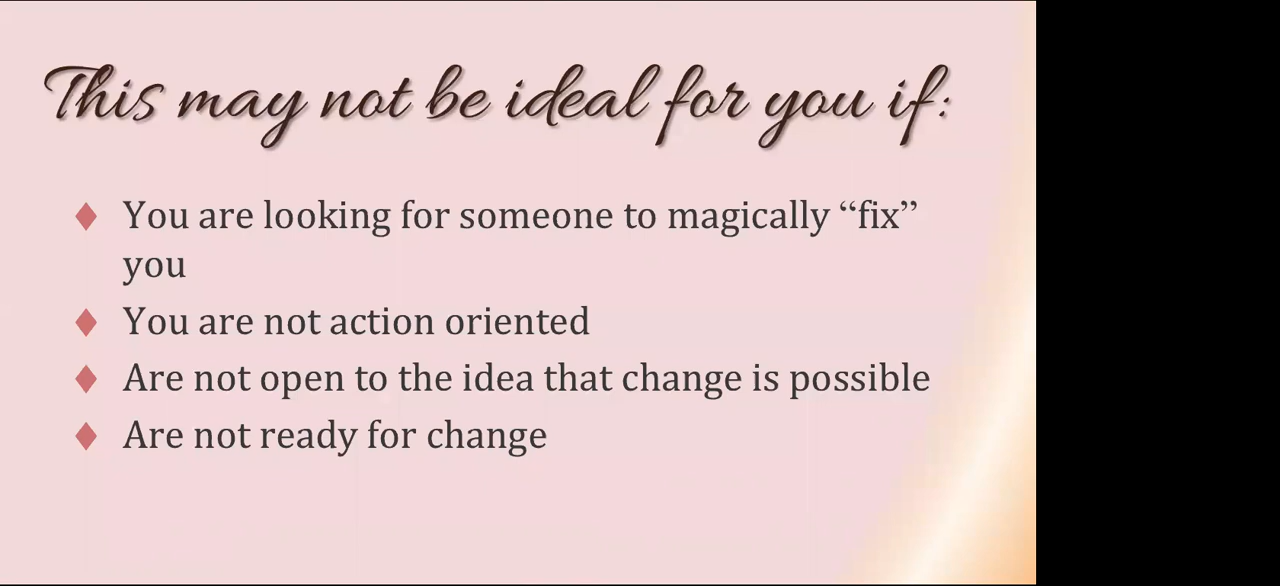 This may not be ideal for you if:
You are looking for someone to magically “fix”
you
You are not action oriented
Are not open to the idea that change is possible
Are not ready for change